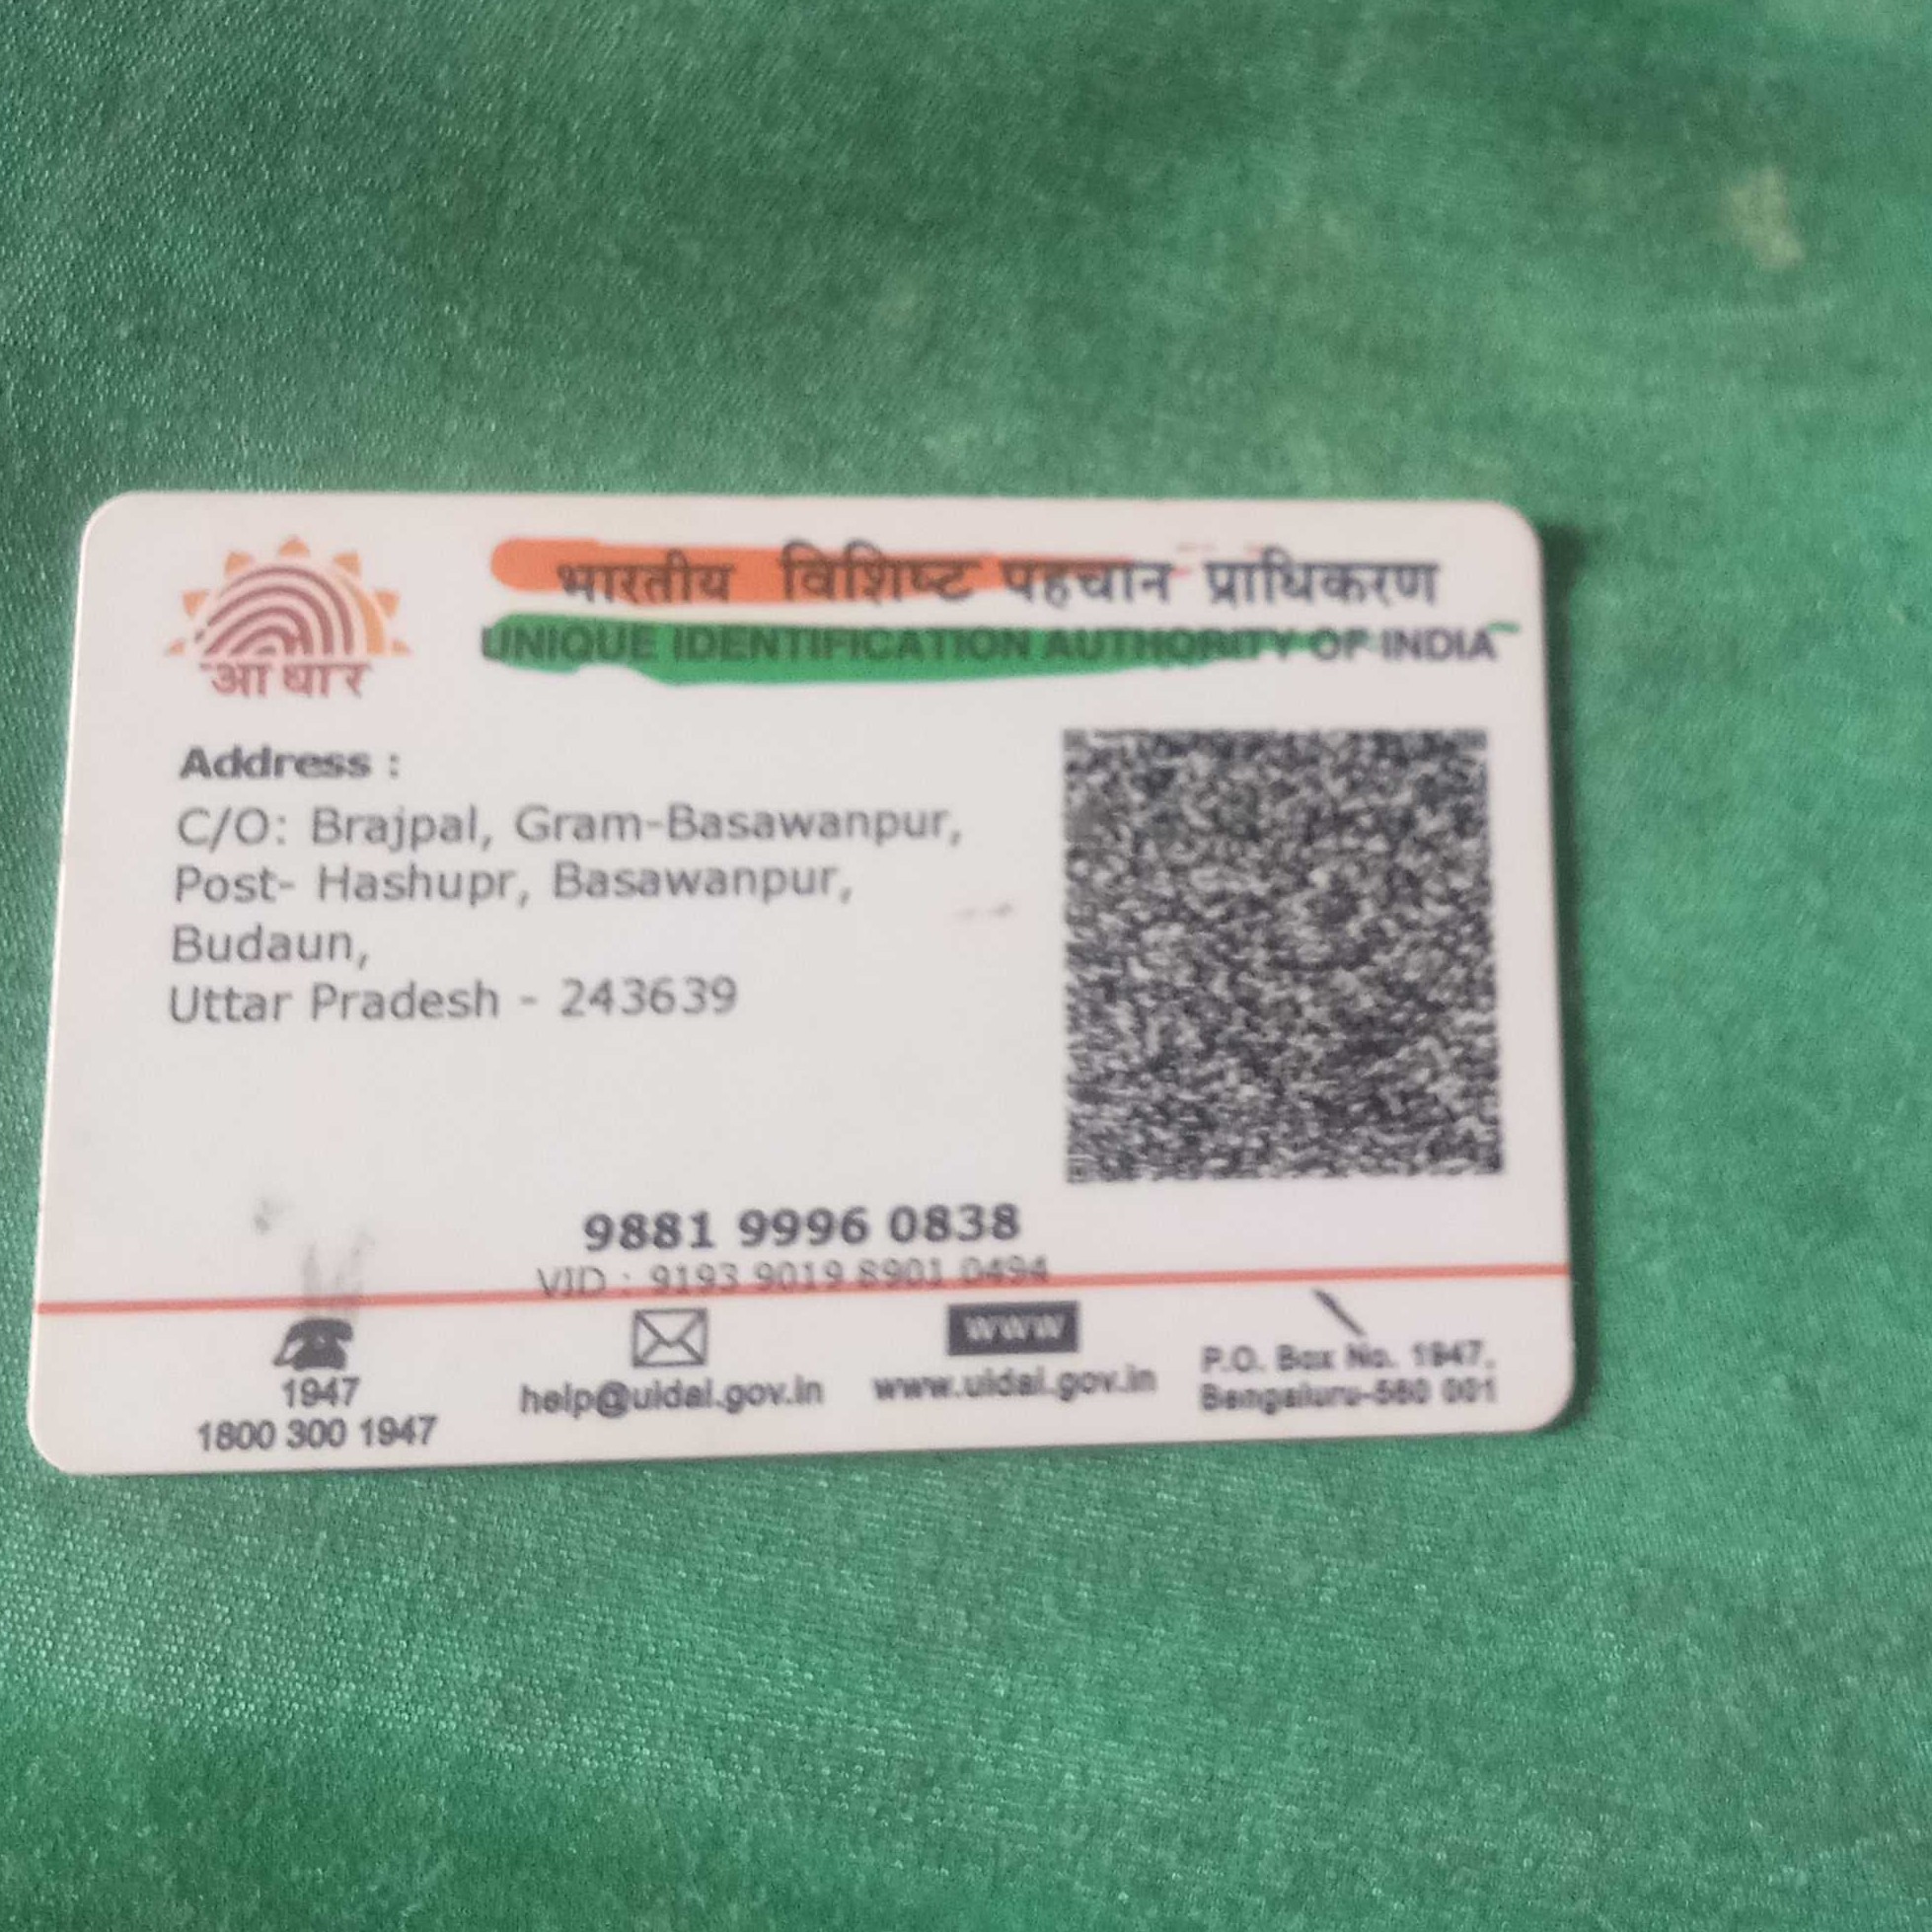 आधार
भारतीय विशिष्ट पहचान प्राधिकरण
UNIQUE IDENTIFICATION AUTHORITY OF INDIA
Address :
C/O: Brajpal, Gram-Basawanpur,
Post- Hashupr, Basawanpur,
Budaun,
Uttar Pradesh - 243639
9881 9996 0838
VID : 9193 9019 8901 0494
1947
1800 300 1947
help@uidai.gov.in
www
www.uidai.gov.in
P.O. Box No. 1947,
Bengaluru-560 001